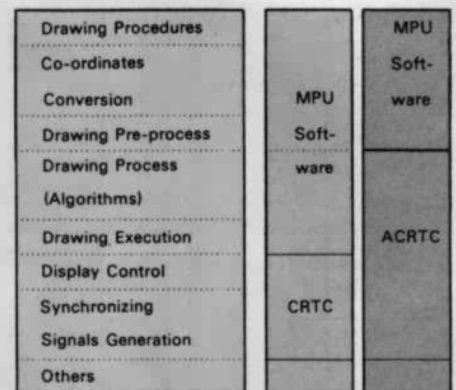 Drawing Procedures
Co-ordinates
Conversion
Drawing Pre-process
Drawing Process
(Algorithms)
Drawing Execution
Display Control
Synchronizing
Signals Generation
Others
MPU
Soft-
ware
CRTC
MPU
Soft-
ware
ACRTC